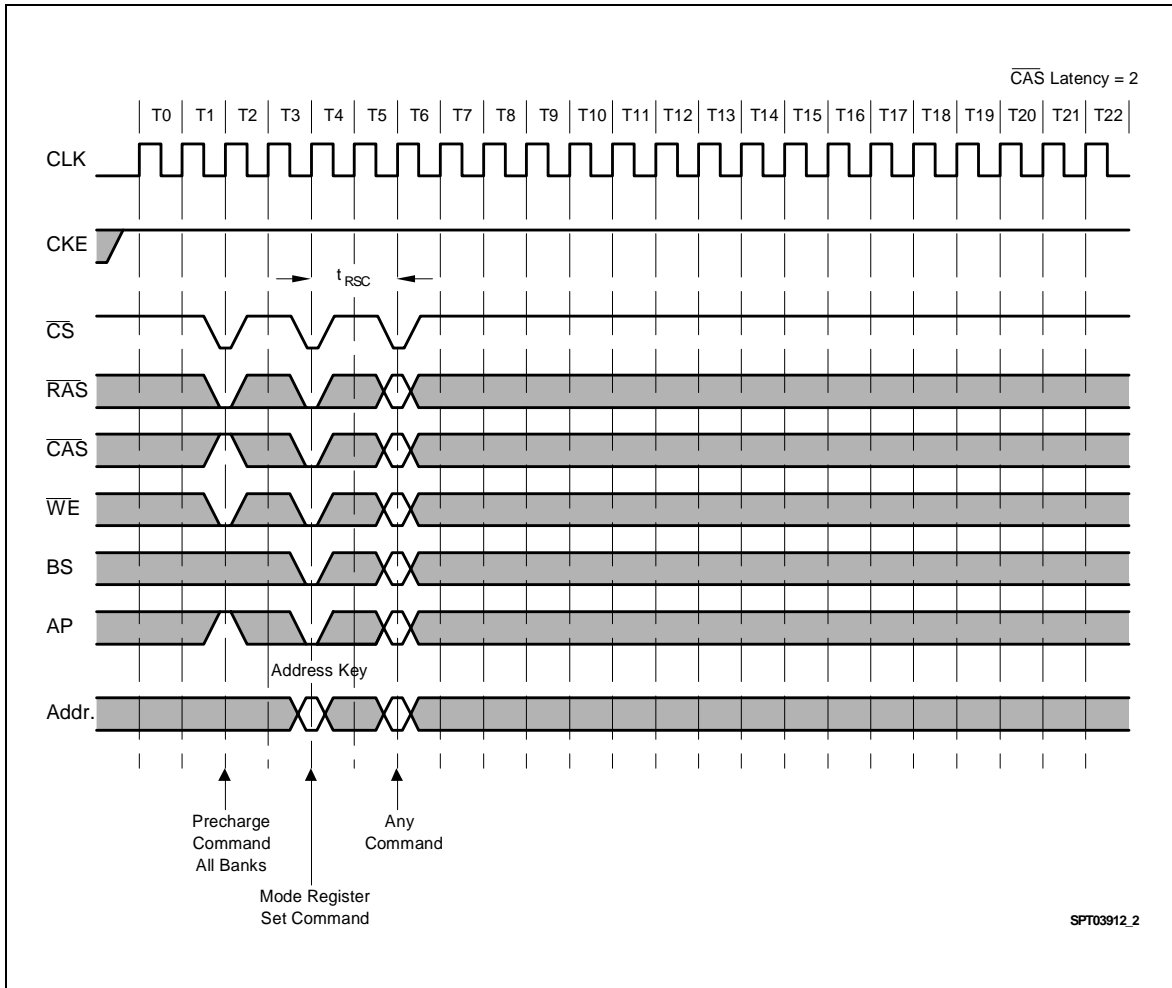 CAS Latency = 2
T0 T1 T2 T3 T4 T5 T6 T7 T8 T9 T10 T11 T12 T13 T14 T15 T16 T17 T18 T19 T20 T21 T22
CLK
CKE
t RSC
CS
RAS
CAS
WE
BS
AP
Address Key
Addr.
Precharge
Command
All Banks
Any
Command
Mode Register
Set Command
SPT03912_2